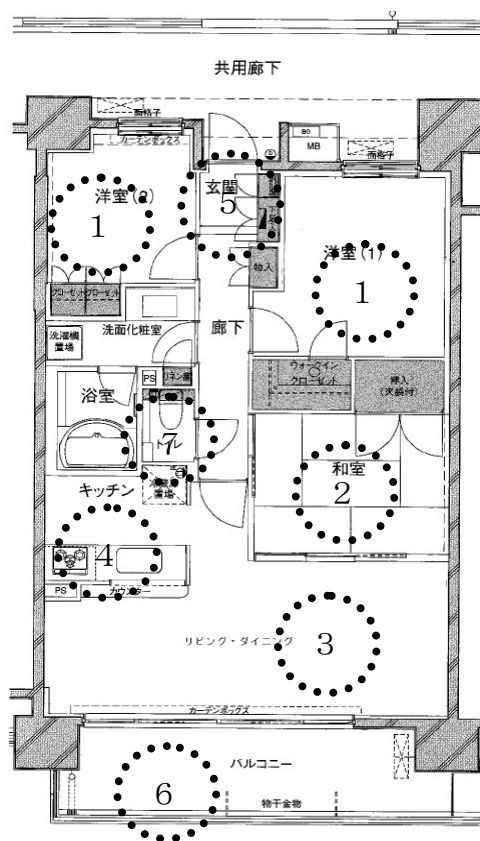 共用廊下
面格子
カーテンボックス
BO
MB
面格子
洋室(2)
1
玄関
5
洋室(1)
1
物入
クローゼット
クローゼット
洗面化粧室
廊下
洗濯機
置場
PS
リネン庫
ウォークイン
クローゼット
押入
(天袋付)
浴室
トイレ
7
和室
2
キッチン
置場
4
PS
カウンター
リビング・ダイニング
3
カーテンボックス
バルコニー
6
物干金物